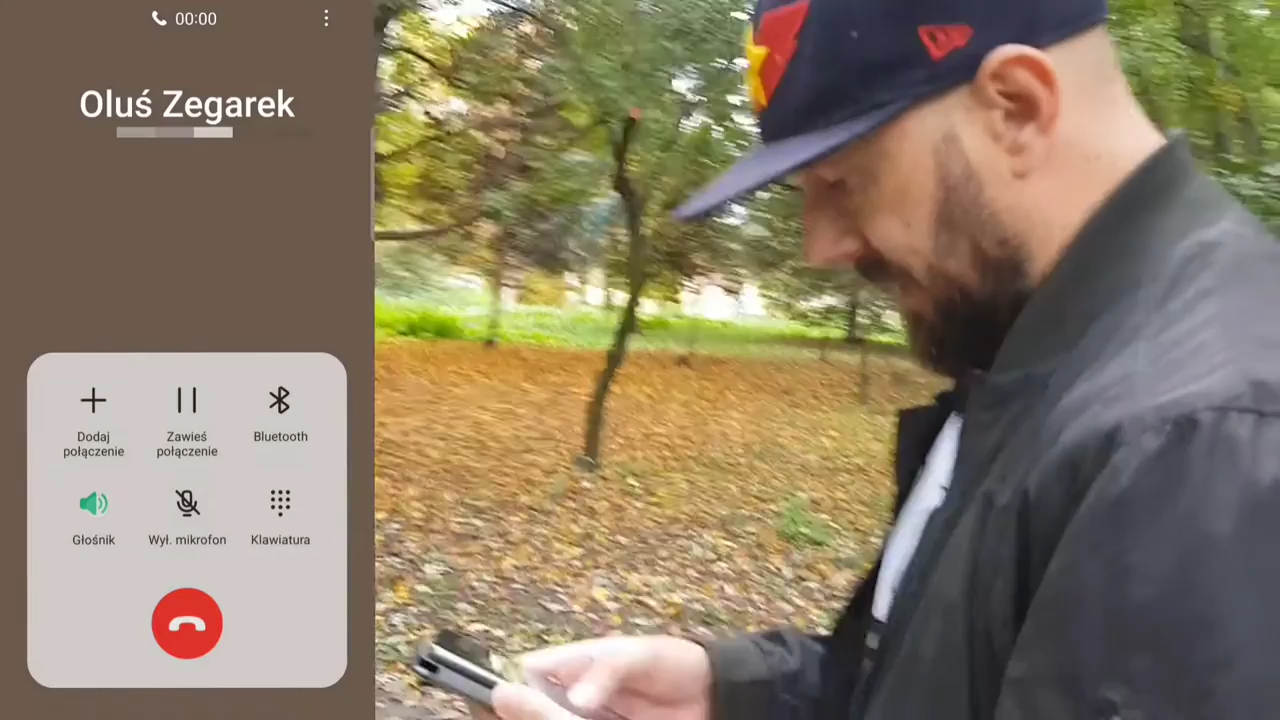 00:00
Oluś Zegarek
Dodaj
połączenie
Zawieś
połączenie
Bluetooth
Głośnik
Wył. mikrofon
Klawiatura